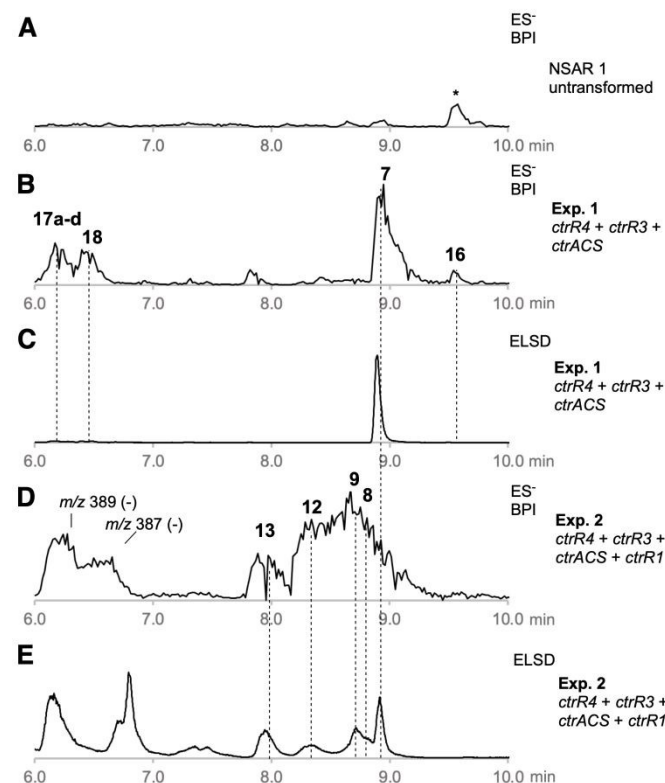 A
ES-
BPI
NSAR 1
untransformed
*
6.0 7.0 8.0 9.0 10.0 min
B
ES-
BPI
17a-d
18
7
16
Exp. 1
ctrR4 + ctrR3 +
ctrACS
6.0 7.0 8.0 9.0 10.0 min
C
ELSD
Exp. 1
ctrR4 + ctrR3 +
ctrACS
6.0 7.0 8.0 9.0 10.0 min
D
ES-
BPI
m/z 389 (-)
m/z 387 (-)
13
12
9
8
Exp. 2
ctrR4 + ctrR3 +
ctrACS + ctrR1
6.0 7.0 8.0 9.0 10.0 min
E
ELSD
Exp. 2
ctrR4 + ctrR3 +
ctrACS + ctrR1
6.0 7.0 8.0 9.0 10.0 min